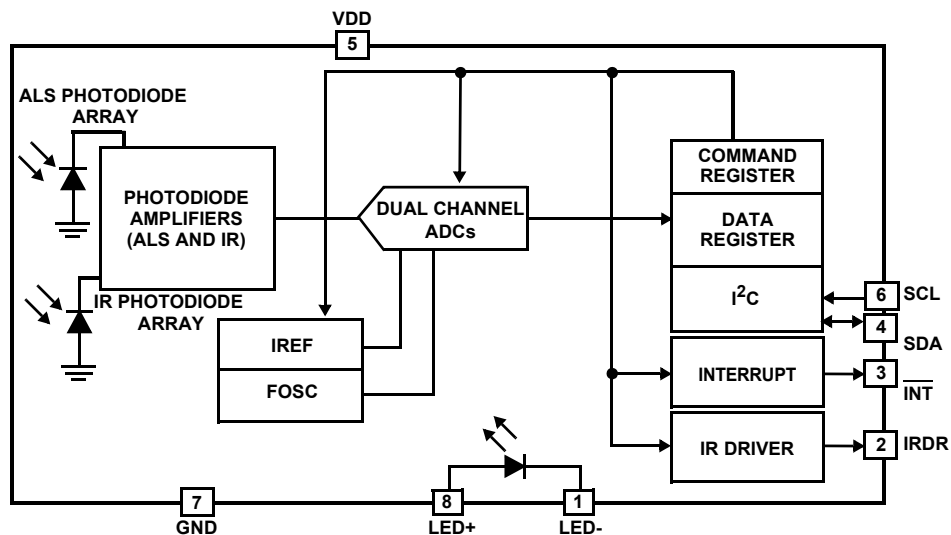 VDD
5
ALS PHOTODIODE
ARRAY
PHOTODIODE
AMPLIFIERS
(ALS AND IR)
IR PHOTODIODE
ARRAY
DUAL CHANNEL
ADCs
IREF
FOSC
COMMAND
REGISTER
DATA
REGISTER
I²C
INTERRUPT
IR DRIVER
6 SCL
4
SDA
3
INT
2 IRDR
7
GND
8
LED+
1
LED-